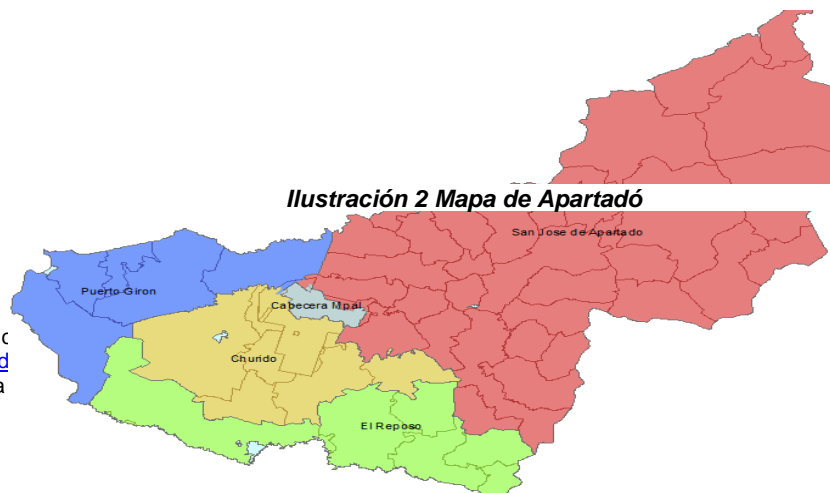 Ilustración 2 Mapa de Apartadó
San Jose de Apartado
Puerto Giron
Cabecera Mpal
Churido
d
a
El Reposo